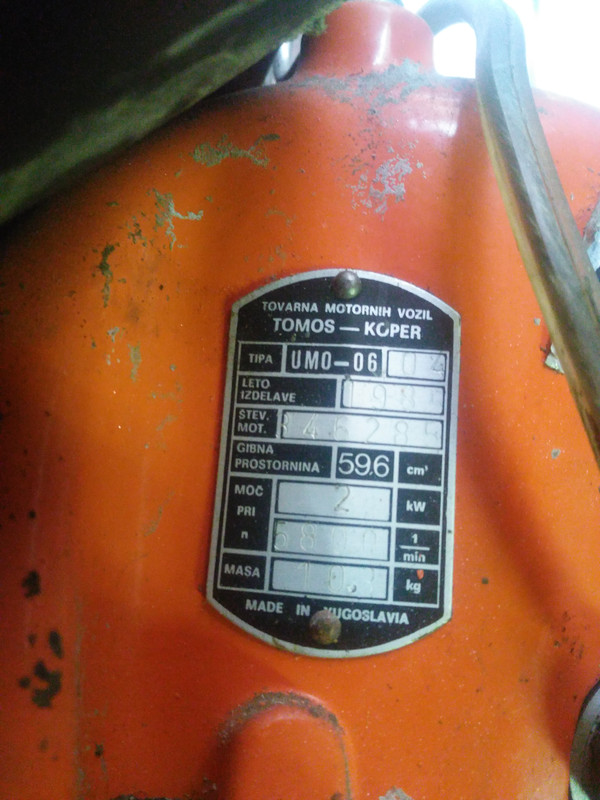 TOVARNA MOTORNIH VOZIL
TOMOS — KOPER
TIPA UMO-06 04
LETO
IZDELAVE
ŠTEV.
MOT.
GIBNA
PROSTORNINA 59.6 cm³
MOČ 2 kW
PRI
n 1/min
MASA kg
MADE IN YUGOSLAVIA